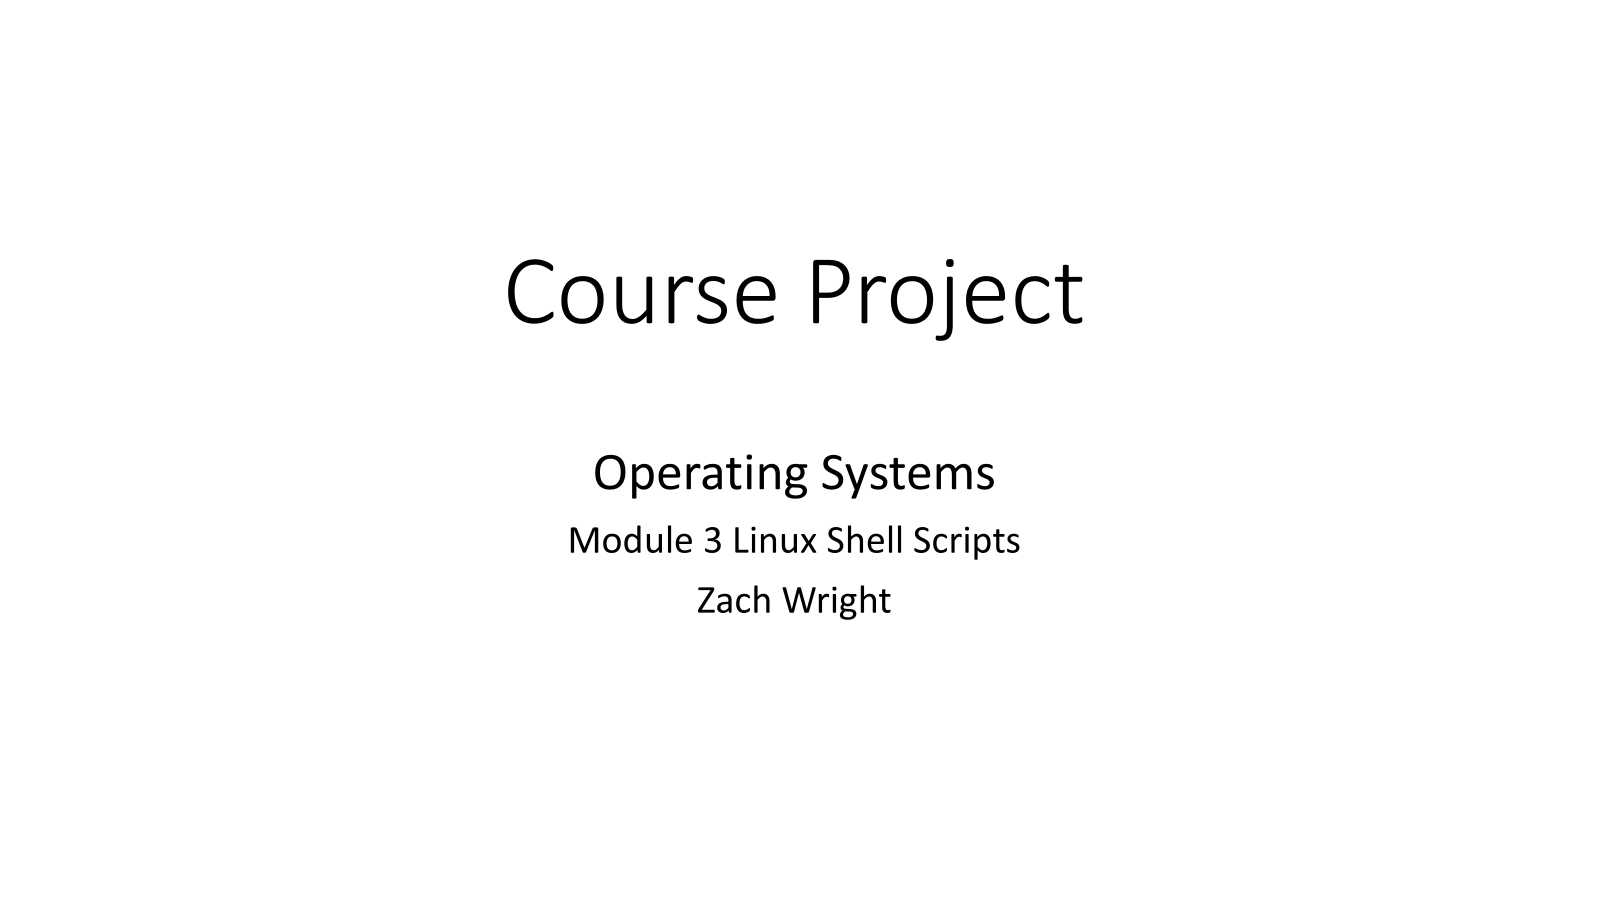 Course Project
Operating Systems
Module 3 Linux Shell Scripts
Zach Wright